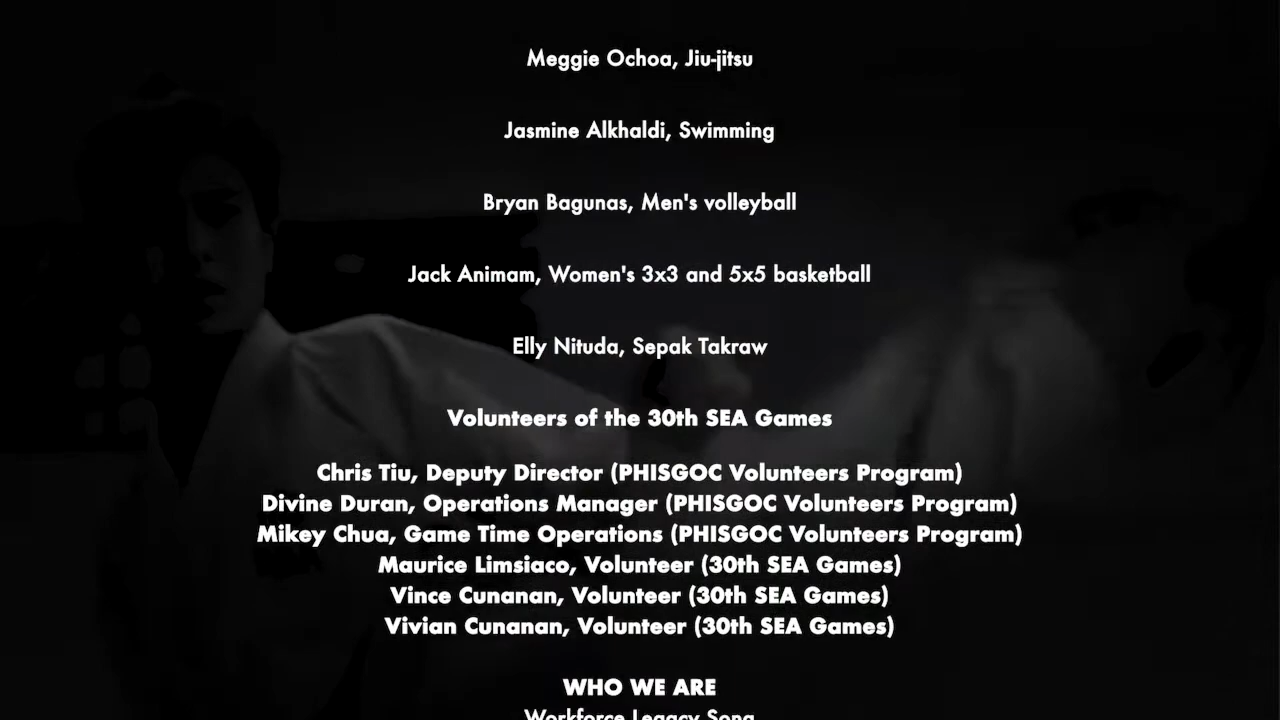 Meggie Ochoa, Jiu-jitsu
Jasmine Alkhaldi, Swimming
Bryan Bagunas, Men's volleyball
Jack Animam, Women's 3x3 and 5x5 basketball
Elly Nituda, Sepak Takraw
Volunteers of the 30th SEA Games
Chris Tiu, Deputy Director (PHISGOC Volunteers Program)
Divine Duran, Operations Manager (PHISGOC Volunteers Program)
Mikey Chua, Game Time Operations (PHISGOC Volunteers Program)
Maurice Limsiaco, Volunteer (30th SEA Games)
Vince Cunanan, Volunteer (30th SEA Games)
Vivian Cunanan, Volunteer (30th SEA Games)
WHO WE ARE
Workforce Legacy Song